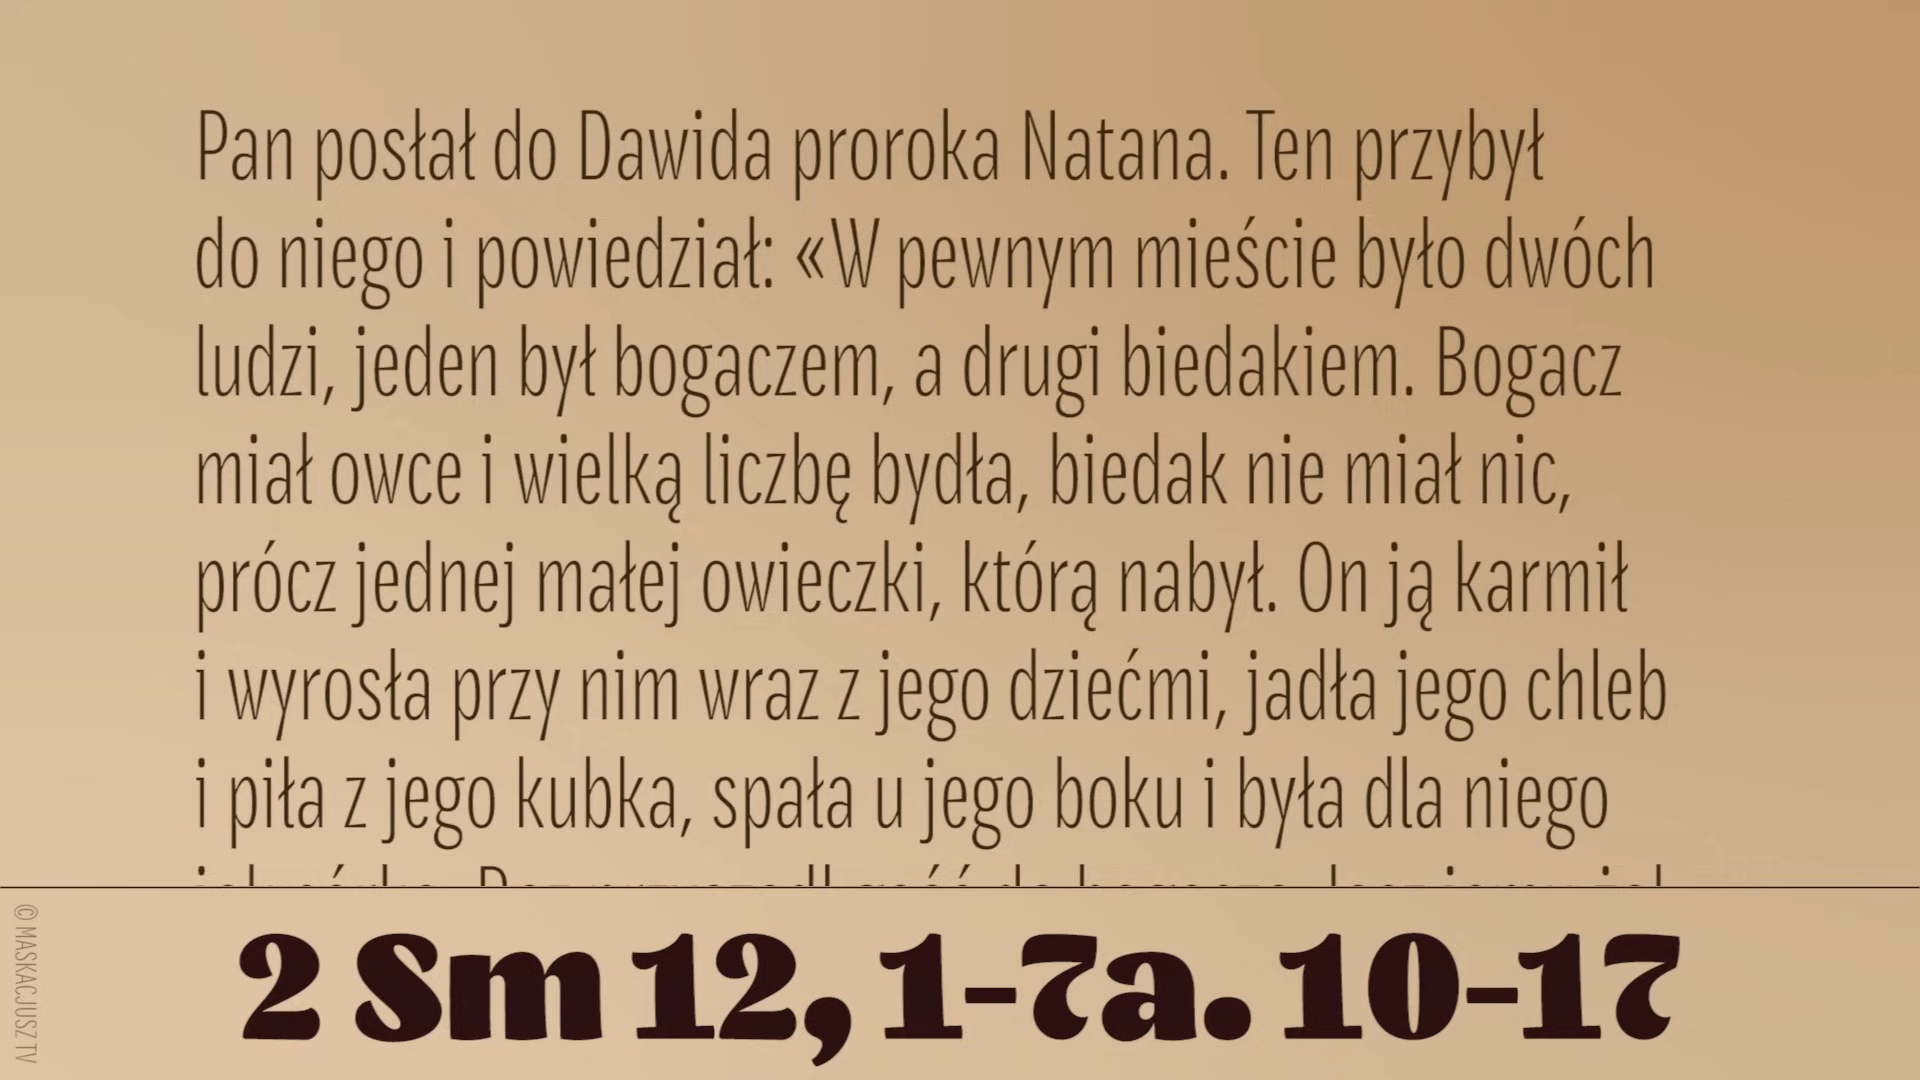 Pan posłał do Dawida proroka Natana. Ten przybył
do niego i powiedział: «W pewnym mieście było dwóch
ludzi, jeden był bogaczem, a drugi biedakiem. Bogacz
miał owce i wielką liczbę bydła, biedak nie miał nic,
prócz jednej małej owieczki, którą nabył. On ją karmił
i wyrosła przy nim wraz z jego dziećmi, jadła jego chleb
i piła z jego kubka, spała u jego boku i była dla niego
2 Sm 12, 1-7a. 10-17
© MASKACJUSZ TV